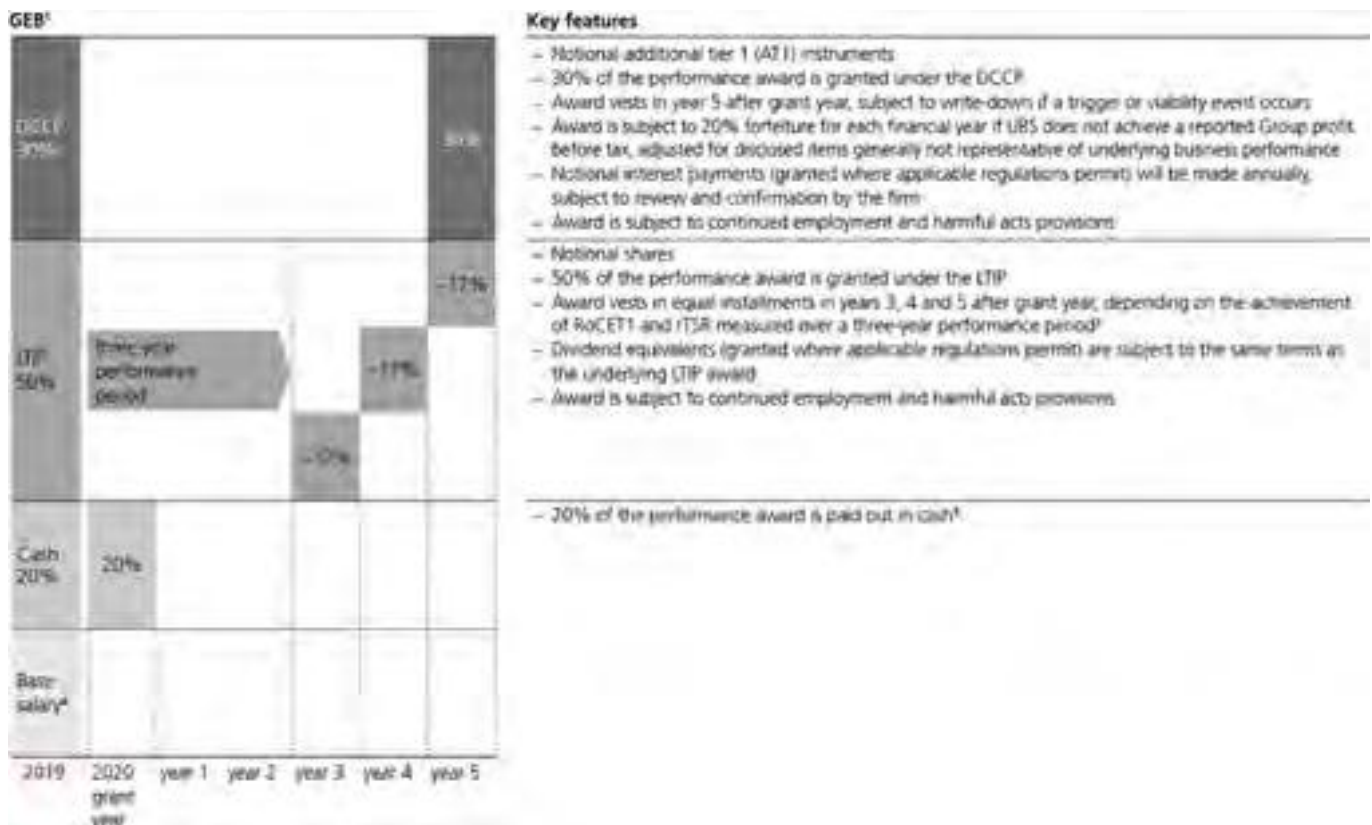 GEB¹
Key features
– Notional additional tier 1 (AT1) instruments
– 30% of the performance award is granted under the DCCP
– Award vests in year 5 after grant year, subject to write-down if a trigger or viability event occurs
– Award is subject to 20% forfeiture for each financial year if UBS does not achieve a reported Group profit
before tax, adjusted for disclosed items generally not representative of underlying business performance
– Notional interest payments (granted where applicable regulations permit) will be made annually,
subject to review and confirmation by the firm
– Award is subject to continued employment and harmful acts provisions
DCCP
30%
30%
– Notional shares
– 50% of the performance award is granted under the LTIP
– Award vests in equal installments in years 3, 4 and 5 after grant year, depending on the achievement
of RoCET1 and rTSR measured over a three-year performance period
– Dividend equivalents (granted where applicable regulations permit) are subject to the same terms as
the underlying LTIP award
– Award is subject to continued employment and harmful acts provisions
LTIP
50%
three-year
performance
period
~17%
~17%
~17%
– 20% of the performance award is paid out in cash
Cash
20%
20%
Base
salary⁴
2019
2020
grant
year
year 1
year 2
year 3
year 4
year 5